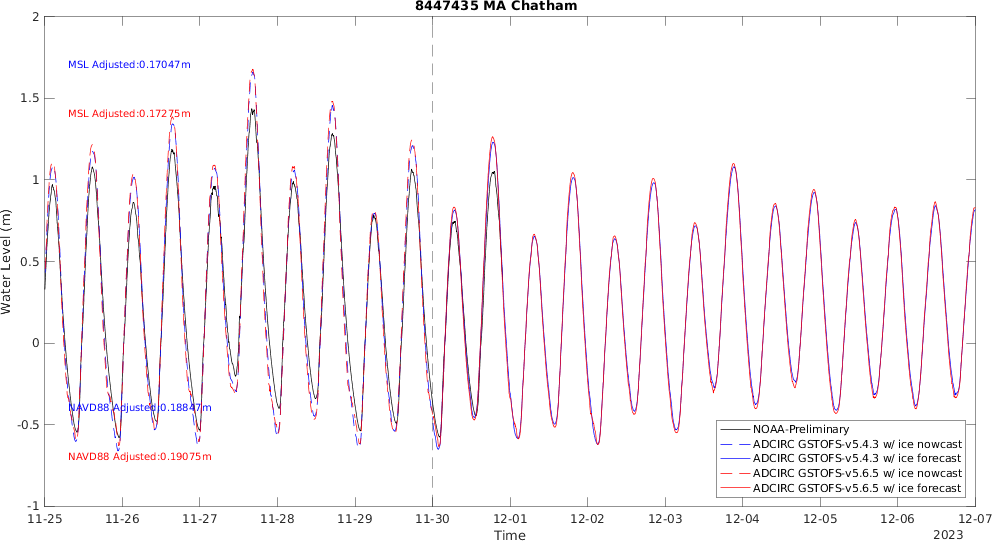 8447435 MA Chatham
2
1.5
1
0.5
0
-0.5
-1
Water Level (m)
MSL Adjusted:0.17047m
MSL Adjusted:0.17275m
NAVD88 Adjusted:0.18847m
NAVD88 Adjusted:0.19075m
NOAA-Preliminary
ADCIRC GSTOFS-v5.4.3 w/ ice nowcast
ADCIRC GSTOFS-v5.4.3 w/ ice forecast
ADCIRC GSTOFS-v5.6.5 w/ ice nowcast
ADCIRC GSTOFS-v5.6.5 w/ ice forecast
11-25 11-26 11-27 11-28 11-29 11-30 12-01 12-02 12-03 12-04 12-05 12-06 12-07
Time
2023